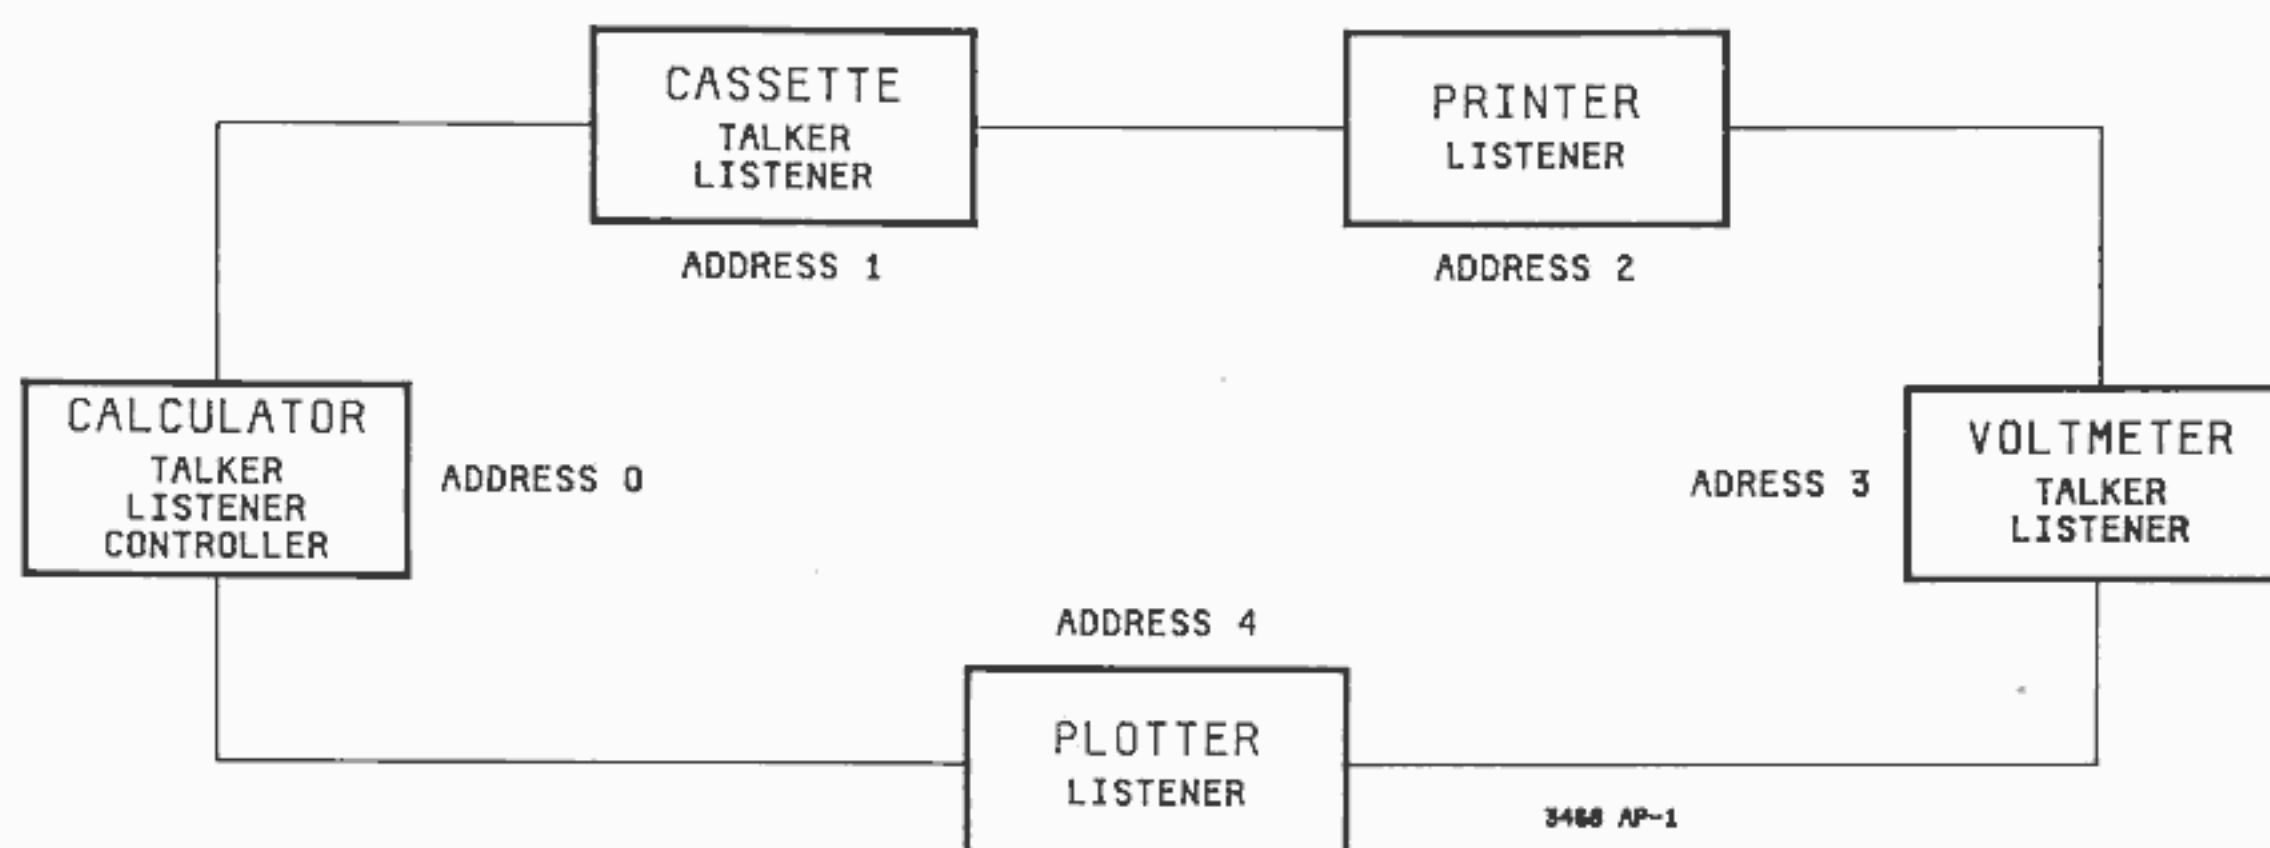 CASSETTE
TALKER
LISTENER
ADDRESS 1
PRINTER
LISTENER
ADDRESS 2
CALCULATOR
TALKER
LISTENER
CONTROLLER
ADDRESS 0
ADRESS 3
VOLTMETER
TALKER
LISTENER
ADDRESS 4
PLOTTER
LISTENER
AP-1